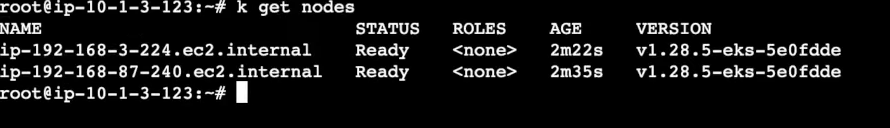 root@ip-10-1-3-123:~# k get nodes
NAME STATUS ROLES AGE VERSION
ip-192-168-3-224.ec2.internal Ready <none> 2m22s v1.28.5-eks-5e0fdde
ip-192-168-87-240.ec2.internal Ready <none> 2m35s v1.28.5-eks-5e0fdde
root@ip-10-1-3-123:~#